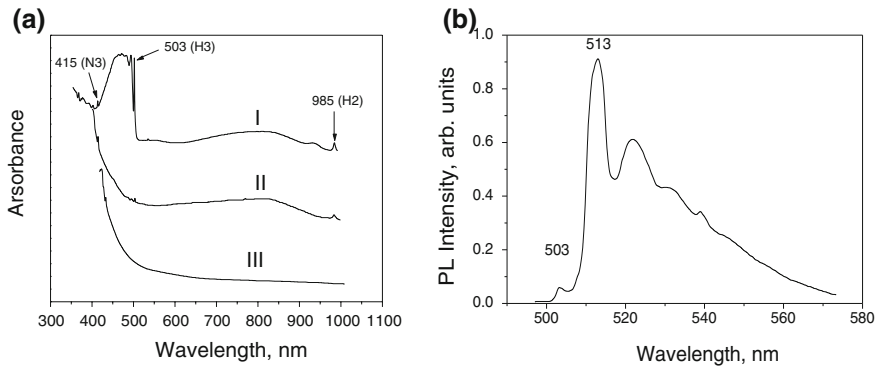 (a)
415 (N3)
503 (H3)
985 (H2)
I
II
III
Arsorbance
300 400 500 600 700 800 900 1000 1100
Wavelength, nm
(b)
513
503
PL Intensity, arb. units
1.0
0.8
0.6
0.4
0.2
0.0
500 520 540 560 580
Wavelength, nm